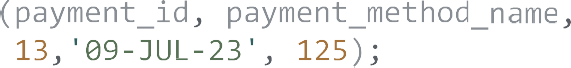 (payment_id, payment_method_name,
13,'09-JUL-23', 125);